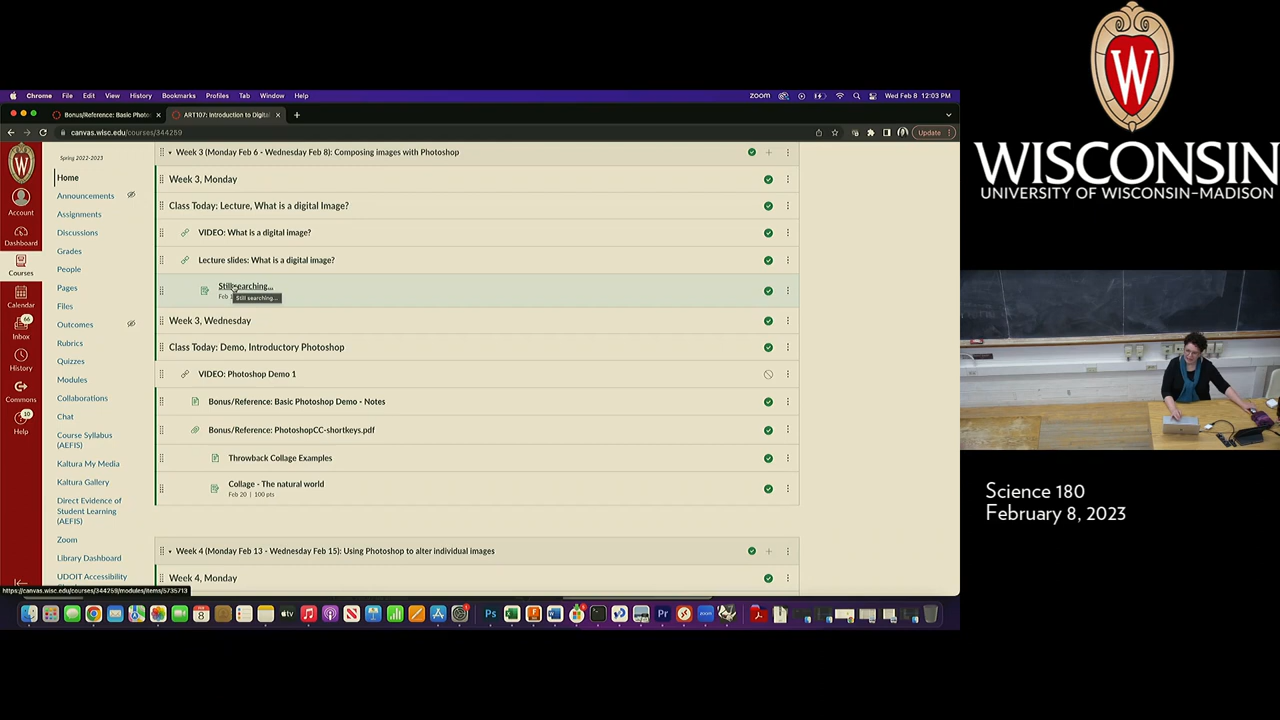 Chrome File Edit View History Bookmarks Profiles Tab Window Help
zoom Wed Feb 8 12:03 PM
Bonus/Reference: Basic Photo
ART107: Introduction to Digital
canvas.wisc.edu/courses/344259
Update
Spring 2022-2023
Home
Announcements
Assignments
Discussions
Grades
People
Pages
Files
Outcomes
Rubrics
Quizzes
Modules
Collaborations
Chat
Course Syllabus
(AEFIS)
Kaltura My Media
Kaltura Gallery
Direct Evidence of
Student Learning
(AEFIS)
Zoom
Library Dashboard
UDOIT Accessibility
Account
Dashboard
Courses
Calendar
66
Inbox
History
Commons
10
Help
Week 3 (Monday Feb 6 - Wednesday Feb 8): Composing images with Photoshop
Week 3, Monday
Class Today: Lecture, What is a digital Image?
VIDEO: What is a digital image?
Lecture slides: What is a digital image?
Still searching...
Feb
Still searching...
Week 3, Wednesday
Class Today: Demo, Introductory Photoshop
VIDEO: Photoshop Demo 1
Bonus/Reference: Basic Photoshop Demo - Notes
Bonus/Reference: PhotoshopCC-shortkeys.pdf
Throwback Collage Examples
Collage - The natural world
Feb 20 | 100 pts
Week 4 (Monday Feb 13 - Wednesday Feb 15): Using Photoshop to alter individual images
Week 4, Monday
https://canvas.wisc.edu/courses/344259/modules/items/5735713
W
WISCONSIN
UNIVERSITY OF WISCONSIN–MADISON
Science 180
February 8, 2023